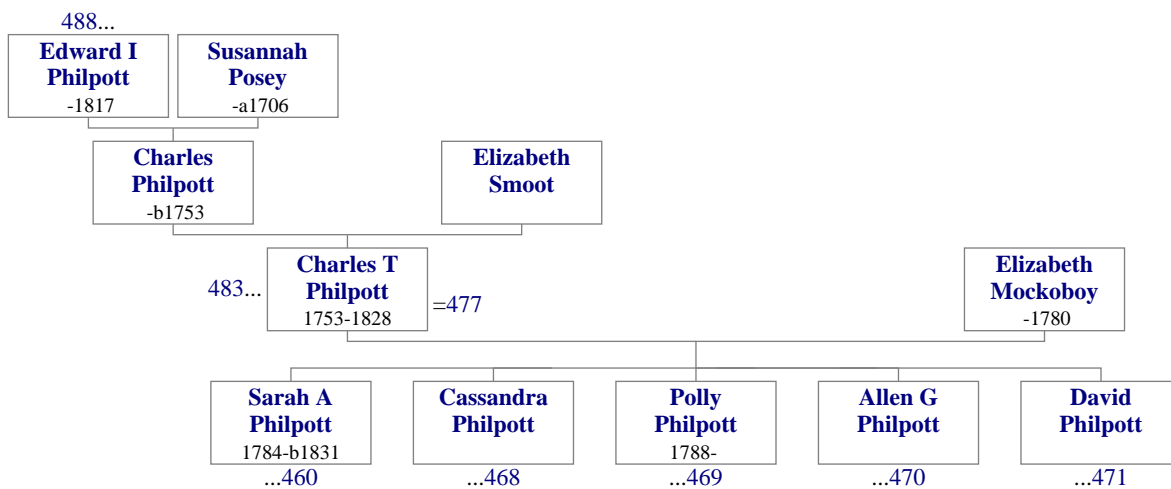 488...
Edward I
Philpott
-1817
Susannah
Posey
-a1706
Charles
Philpott
-b1753
Elizabeth
Smoot
483...
Charles T
Philpott
1753-1828
=477
Elizabeth
Mockoboy
-1780
Sarah A
Philpott
1784-b1831
...460
Cassandra
Philpott
...468
Polly
Philpott
1788-
...469
Allen G
Philpott
...470
David
Philpott
...471